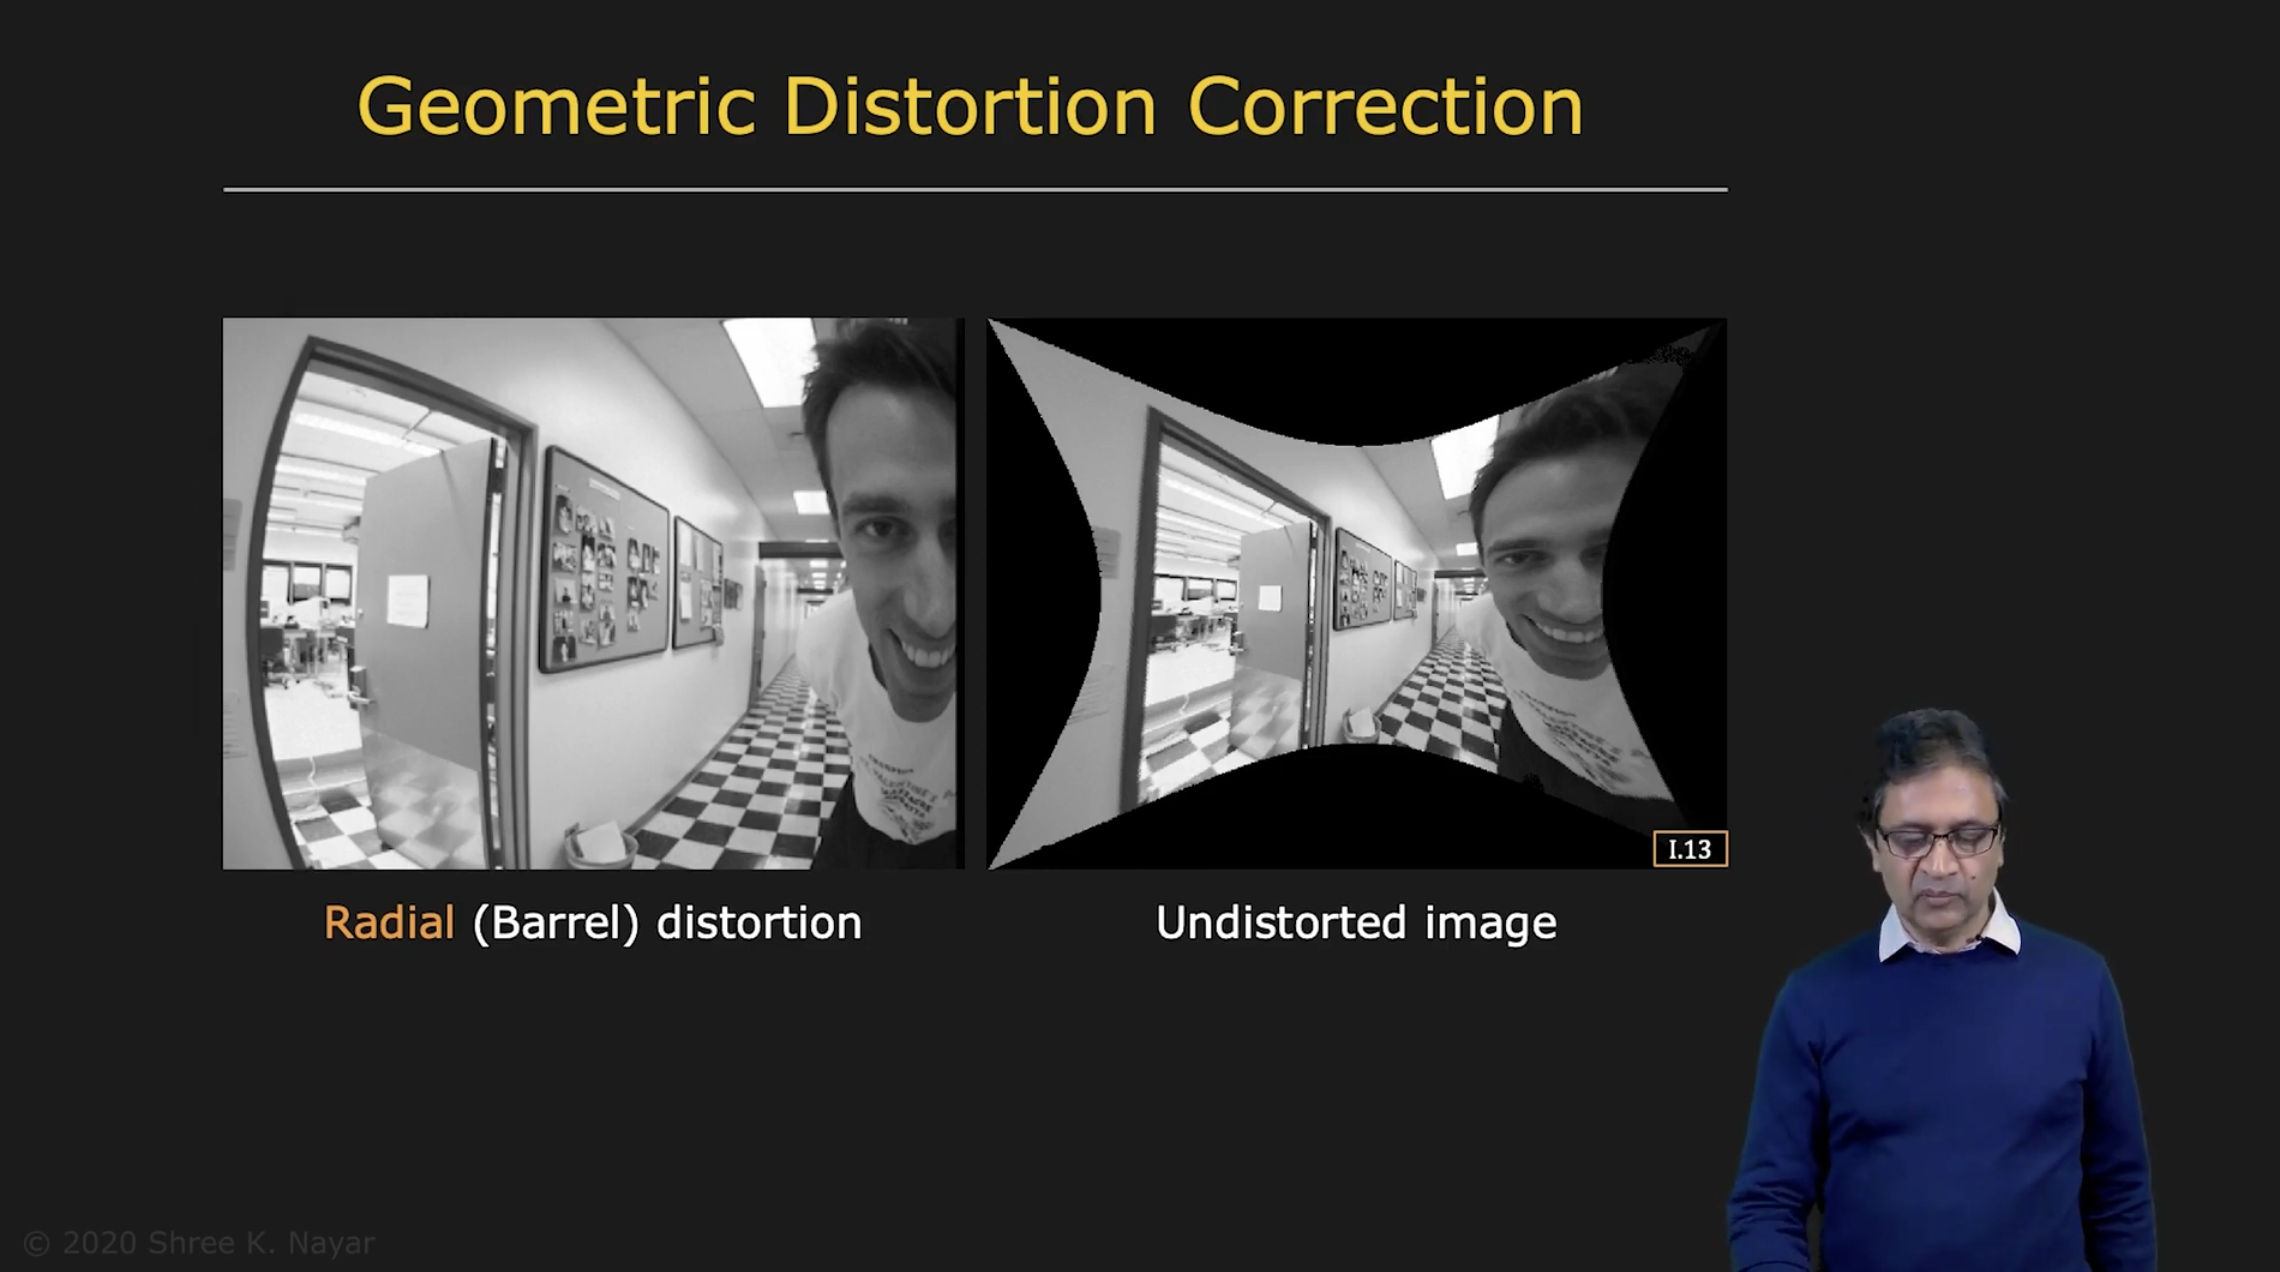 Geometric Distortion Correction
I.13
Radial (Barrel) distortion
Undistorted image
© 2020 Shree K. Nayar